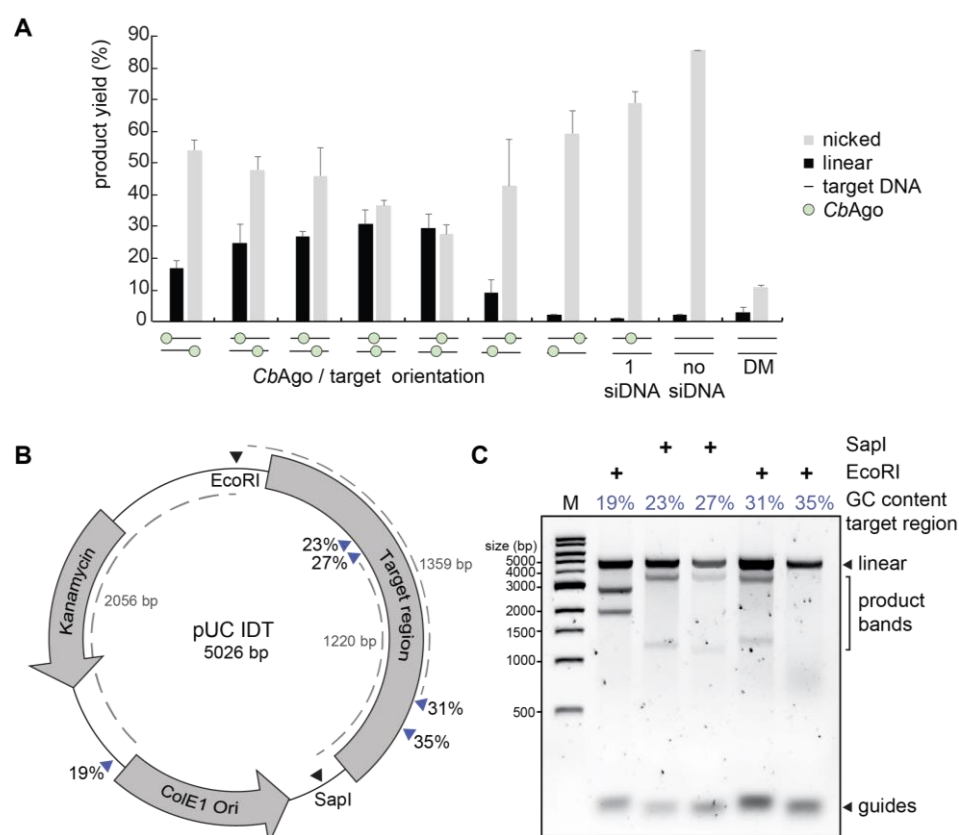 A
product yield (%)
90
80
70
60
50
40
30
20
10
0
nicked
linear
target DNA
CbAgo
CbAgo / target orientation
1 siDNA
no siDNA
DM
B
EcoRI
Kanamycin
2056 bp
pUC IDT
5026 bp
23%
27%
Target region
1359 bp
1220 bp
31%
35%
19%
ColE1 Ori
SapI
C
SapI + +
EcoRI + + +
M 19% 23% 27% 31% 35% GC content target region
size (bp)
5000
4000
3000
2000
1500
1000
500
linear
product bands
guides